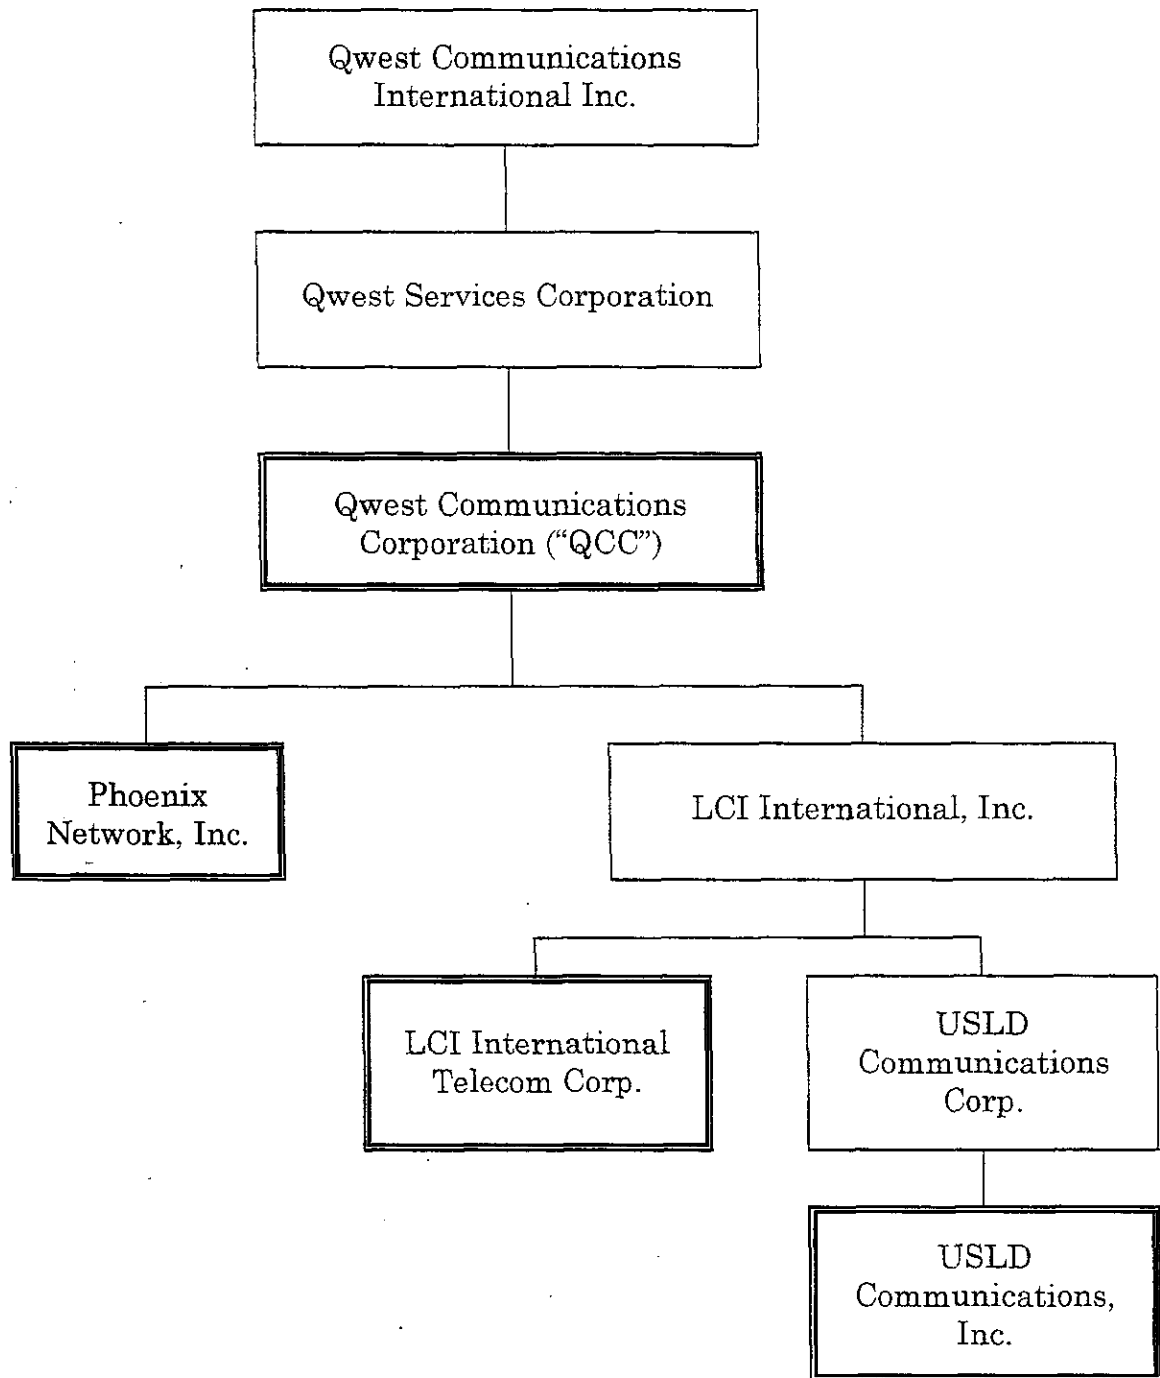 Qwest Communications
International Inc.
Qwest Services Corporation
Qwest Communications
Corporation (“QCC”)
Phoenix
Network, Inc.
LCI International, Inc.
LCI International
Telecom Corp.
USLD
Communications
Corp.
USLD
Communications,
Inc.